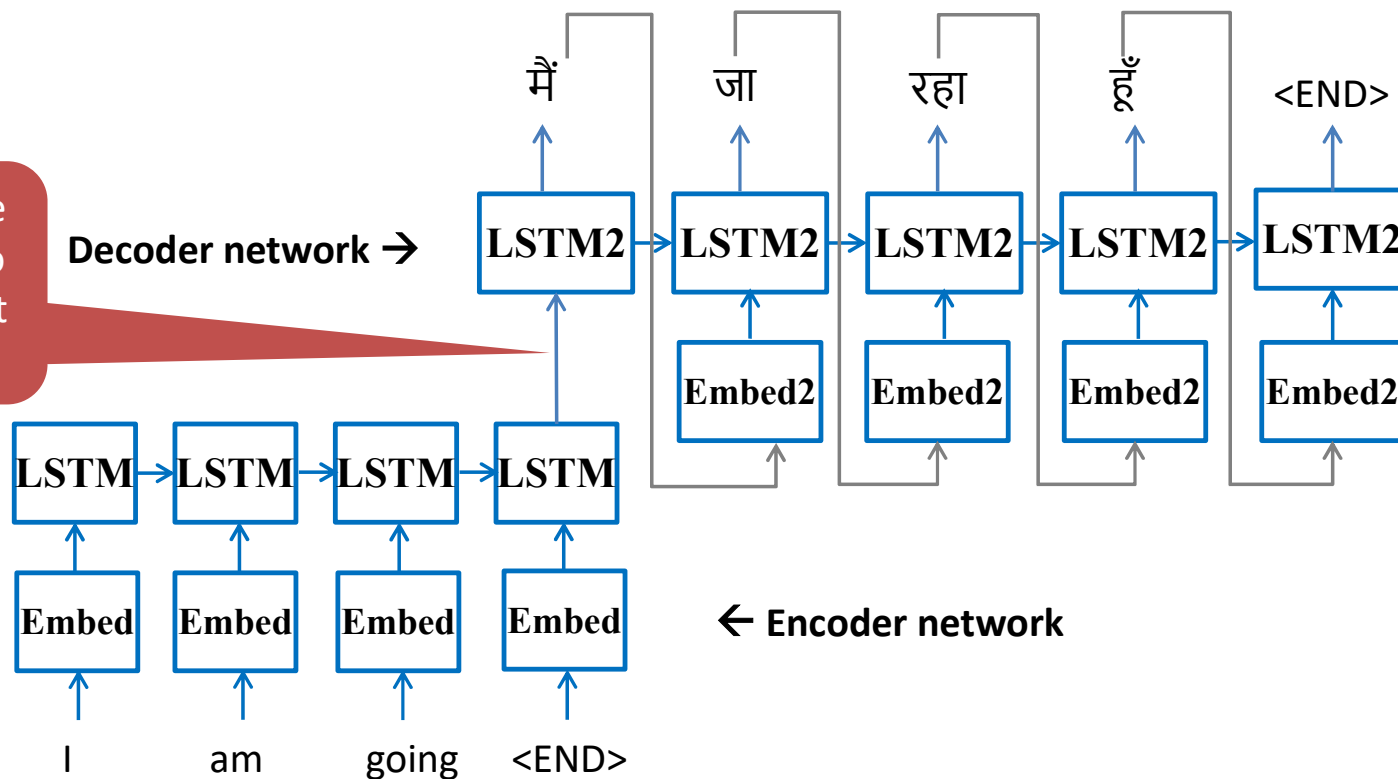 मैं जा रहा हूँ <END>
Decoder network →
LSTM2 LSTM2 LSTM2 LSTM2 LSTM2
Embed2 Embed2 Embed2 Embed2
LSTM LSTM LSTM LSTM
Embed Embed Embed Embed
← Encoder network
I am going <END>